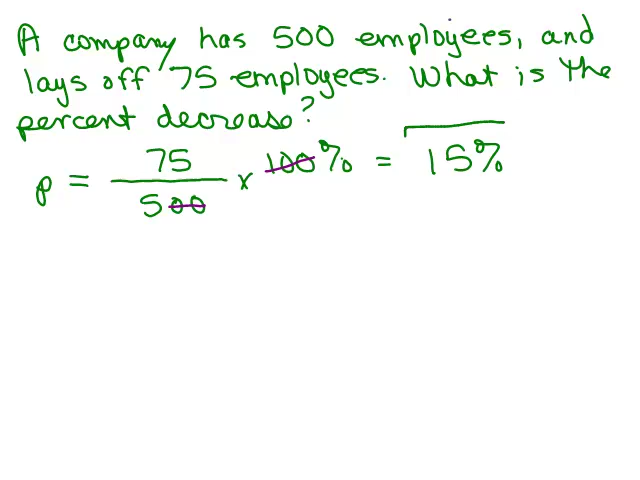 A company has 500 employees, and
lays off 75 employees. What is the
percent decrease?
p = 75/500 × 100% = 15%